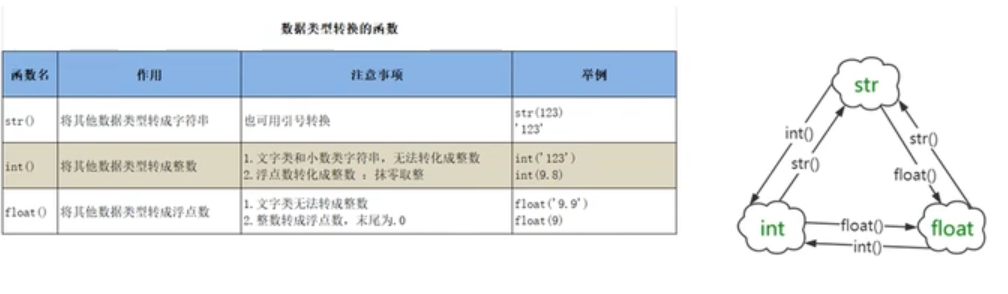 数据类型转换的函数
函数名 作用 注意事项 举例
str() 将其他数据类型转成字符串 也可用引号转换 str(123)
'123'
int() 将其他数据类型转成整数 1.文字类和小数类字符串，无法转化成整数
2.浮点数转化成整数：抹零取整
int('123')
int(9.8)
float() 将其他数据类型转成浮点数 1.文字类无法转成整数
2.整数转成浮点数，末尾为.0
float('9.9')
float(9)
str
int()
str()
str()
float()
int
float()
int()
float